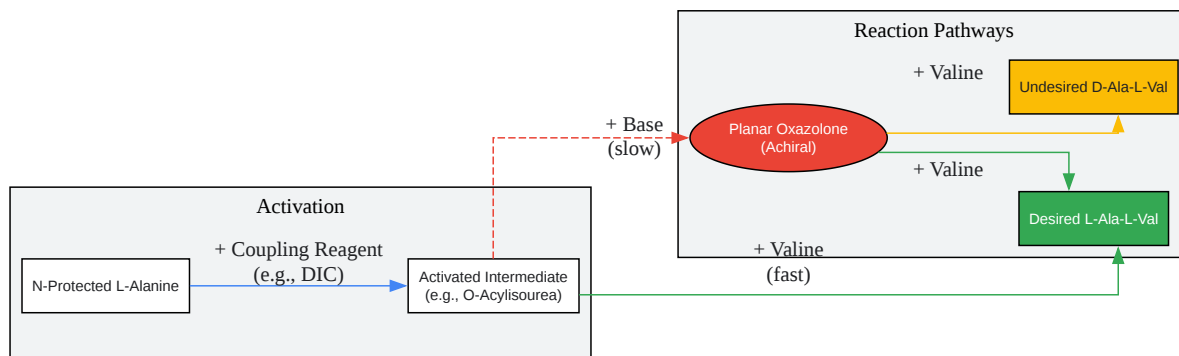 Reaction Pathways
+ Valine
Undesired D-Ala-L-Val
+ Base
(slow)
Planar Oxazolone
(Achiral)
+ Valine
Activation
Desired L-Ala-L-Val
+ Coupling Reagent
(e.g., DIC)
+ Valine
(fast)
N-Protected L-Alanine
Activated Intermediate
(e.g., O-Acylisourea)